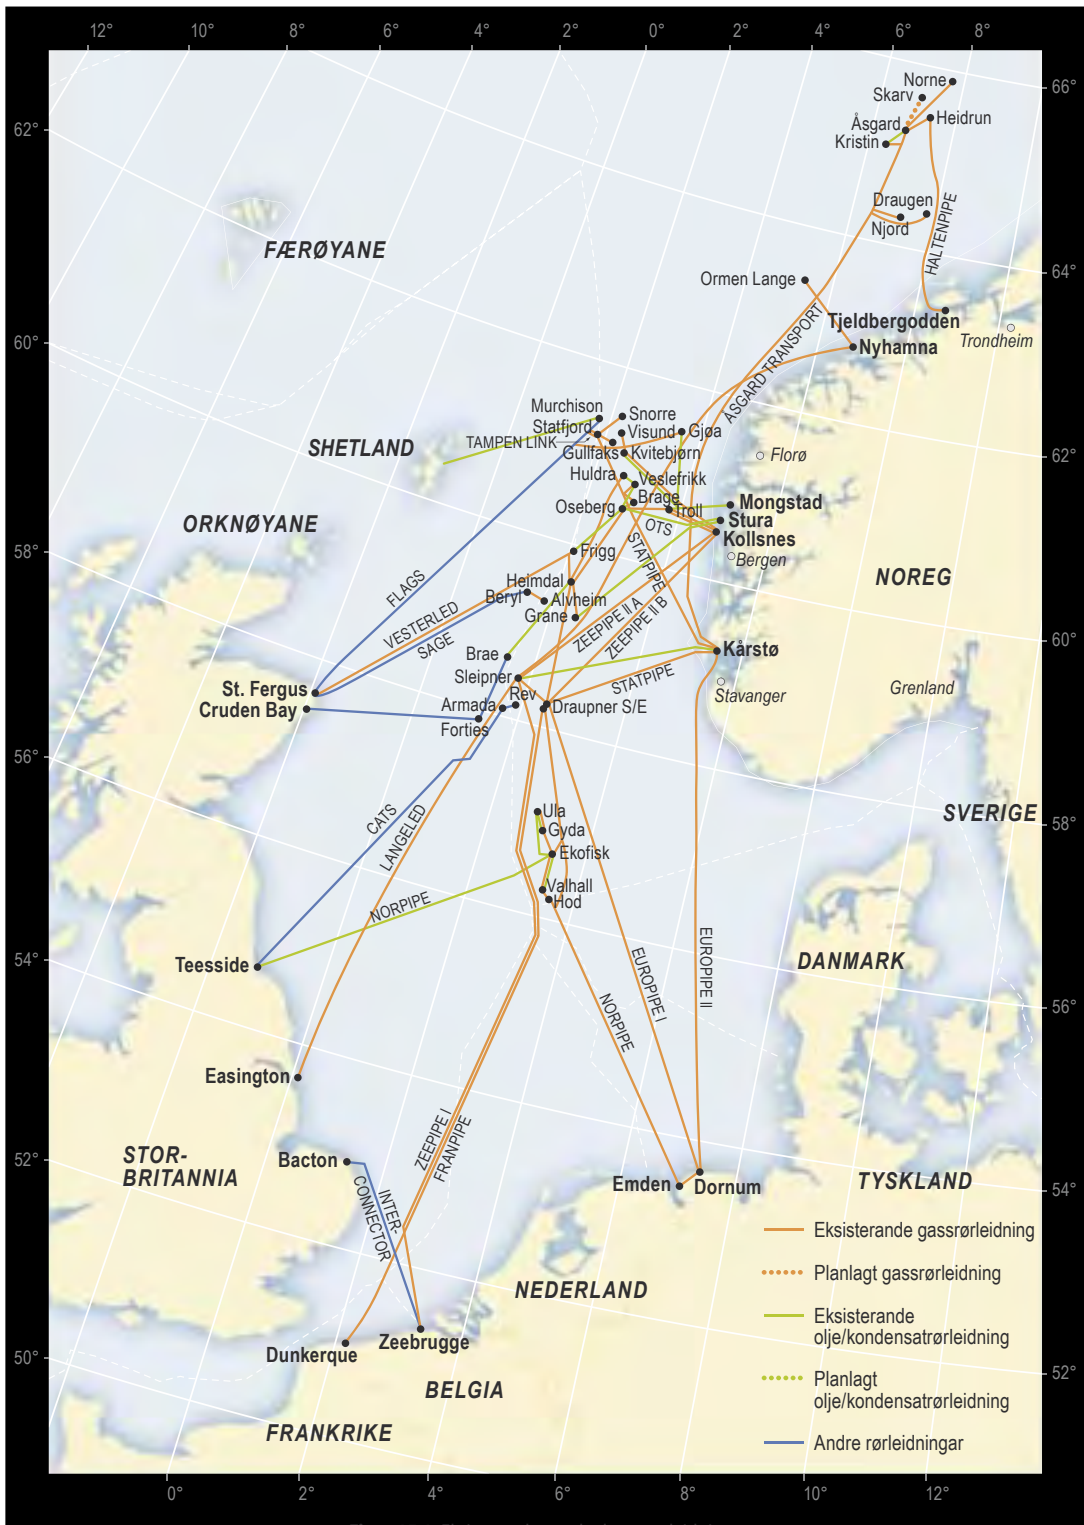 12° 10° 8° 6° 4° 2° 0° 2° 4° 6° 8°
66°
64°
62°
60°
58°
56°
54°
52°
62°
60°
58°
56°
54°
52°
50°
0° 2° 4° 6° 8° 10° 12°
Norne
Skarv
Åsgard
Heidrun
Kristin
Draugen
Njord
HALTENPIPE
Ormen Lange
Tjeldbergodden
Trondheim
Nyhamna
ÅSGARD TRANSPORT
FÆRØYANE
SHETLAND
ORKNØYANE
Murchison
Snorre
Statfjord
Visund
Gjøa
TAMPEN LINK
Gullfaks
Kvitebjørn
Florø
Huldra
Veslefrikk
Brage
Oseberg
Troll
OTS
Mongstad
Stura
Kollsnes
Bergen
Frigg
STATPIPE
NOREG
Heimdal
Beryl
Alvheim
Grane
FLAGS
VESTERLED
SAGE
ZEEPIPE II A
ZEEPIPE II B
Brae
Sleipner
Kårstø
STATPIPE
Stavanger
Grenland
Rev
Armada
Forties
Draupner S/E
St. Fergus
Cruden Bay
CATS
LANGELED
Ula
Gyda
Ekofisk
Valhall
Hod
NORPIPE
SVERIGE
Teesside
DANMARK
EUROPIPE II
EUROPIPE I
NORPIPE
Easington
ZEEPIPE I
FRANPIPE
STOR-
BRITANNIA
Bacton
INTER-
CONNECTOR
Emden
Dornum
TYSKLAND
NEDERLAND
Zeebrugge
Dunkerque
BELGIA
FRANKRIKE
Eksisterande gassrørleidning
Planlagt gassrørleidning
Eksisterande
olje/kondensatrørleidning
Planlagt
olje/kondensatrørleidning
Andre rørleidningar